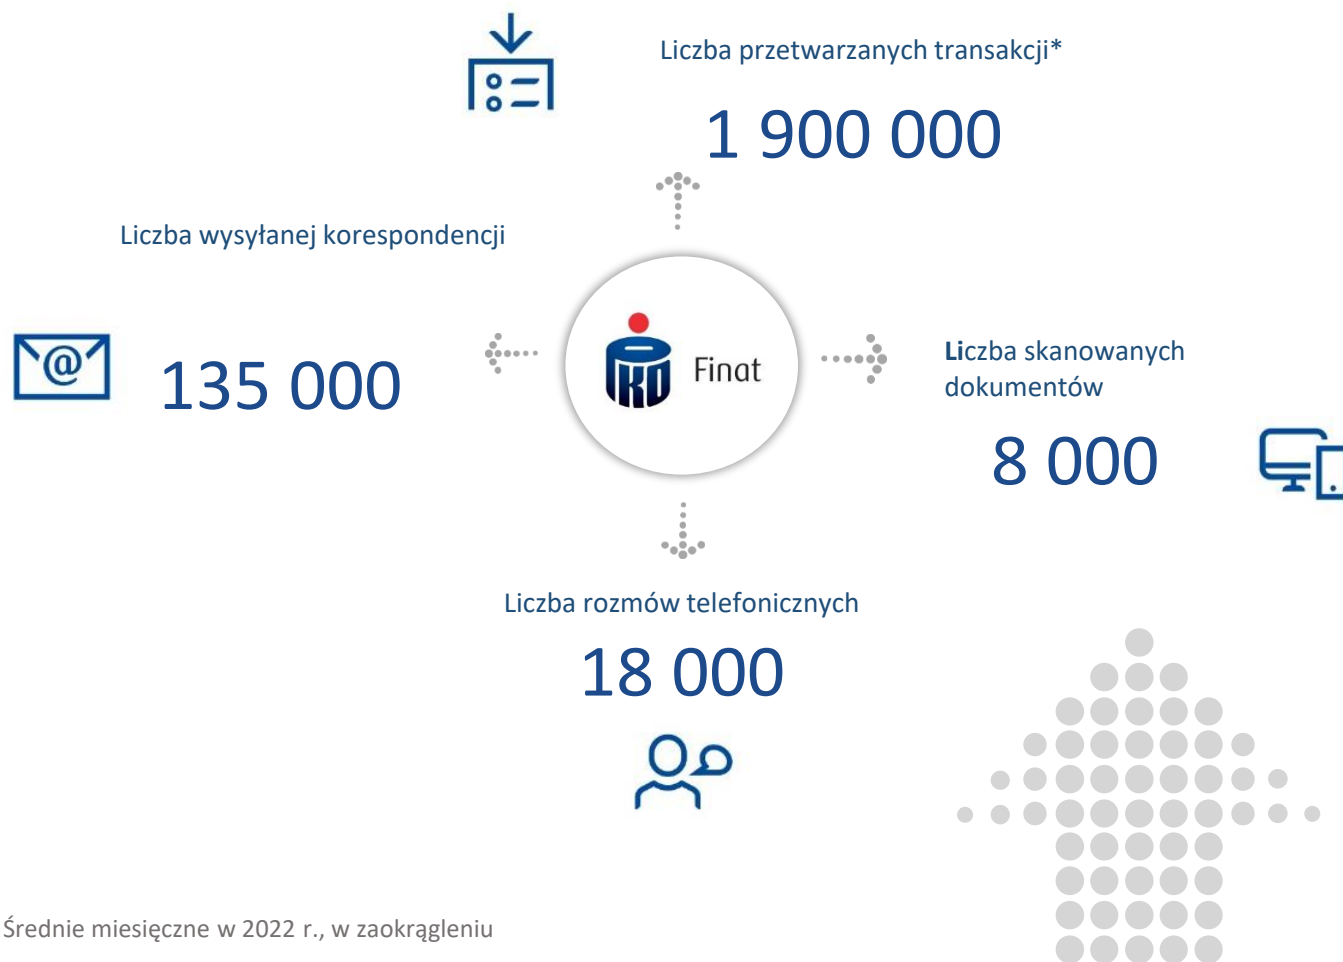 Liczba przetwarzanych transakcji*
1 900 000
Liczba wysyłanej korespondencji
135 000
PKO
Finat
Liczba skanowanych
dokumentów
8 000
Liczba rozmów telefonicznych
18 000
Średnie miesięczne w 2022 r., w zaokrągleniu